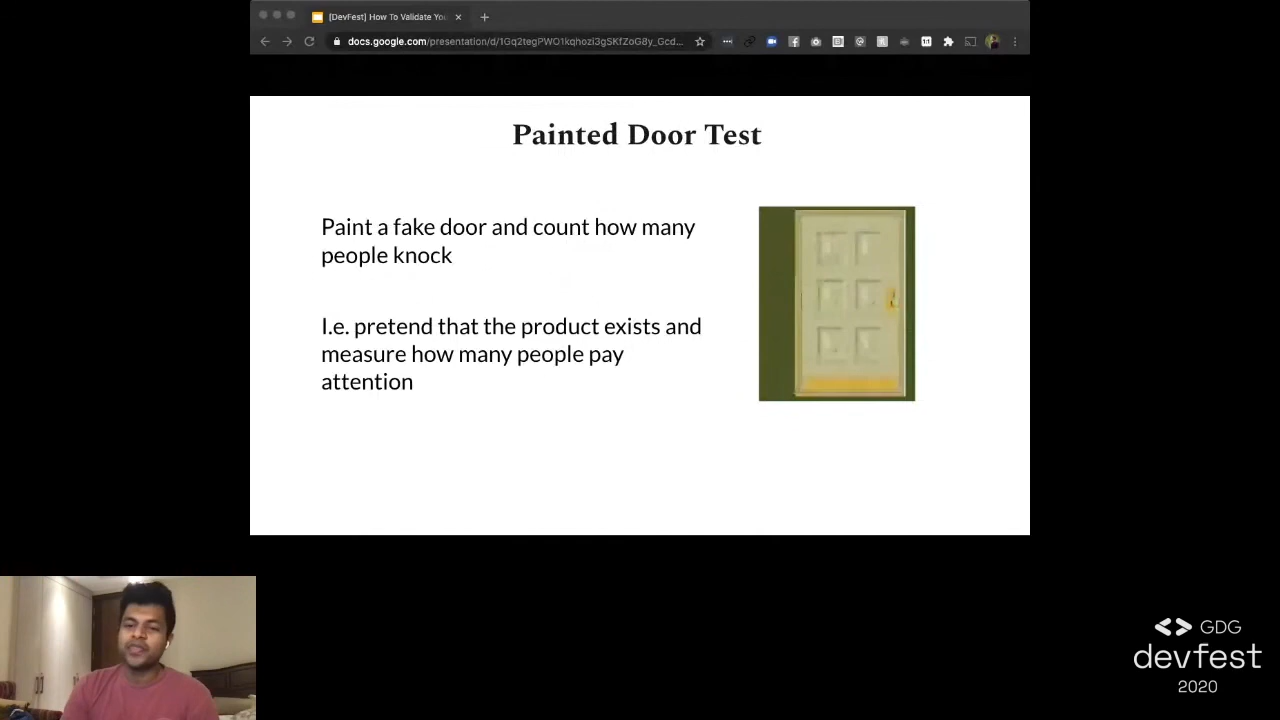 [DevFest] How To Validate You
docs.google.com/presentation/d/1Gq2tegPWO1kqhozi3gSKfZoG8y_Gcd...
Painted Door Test
Paint a fake door and count how many
people knock
I.e. pretend that the product exists and
measure how many people pay
attention
GDG
devfest
2020